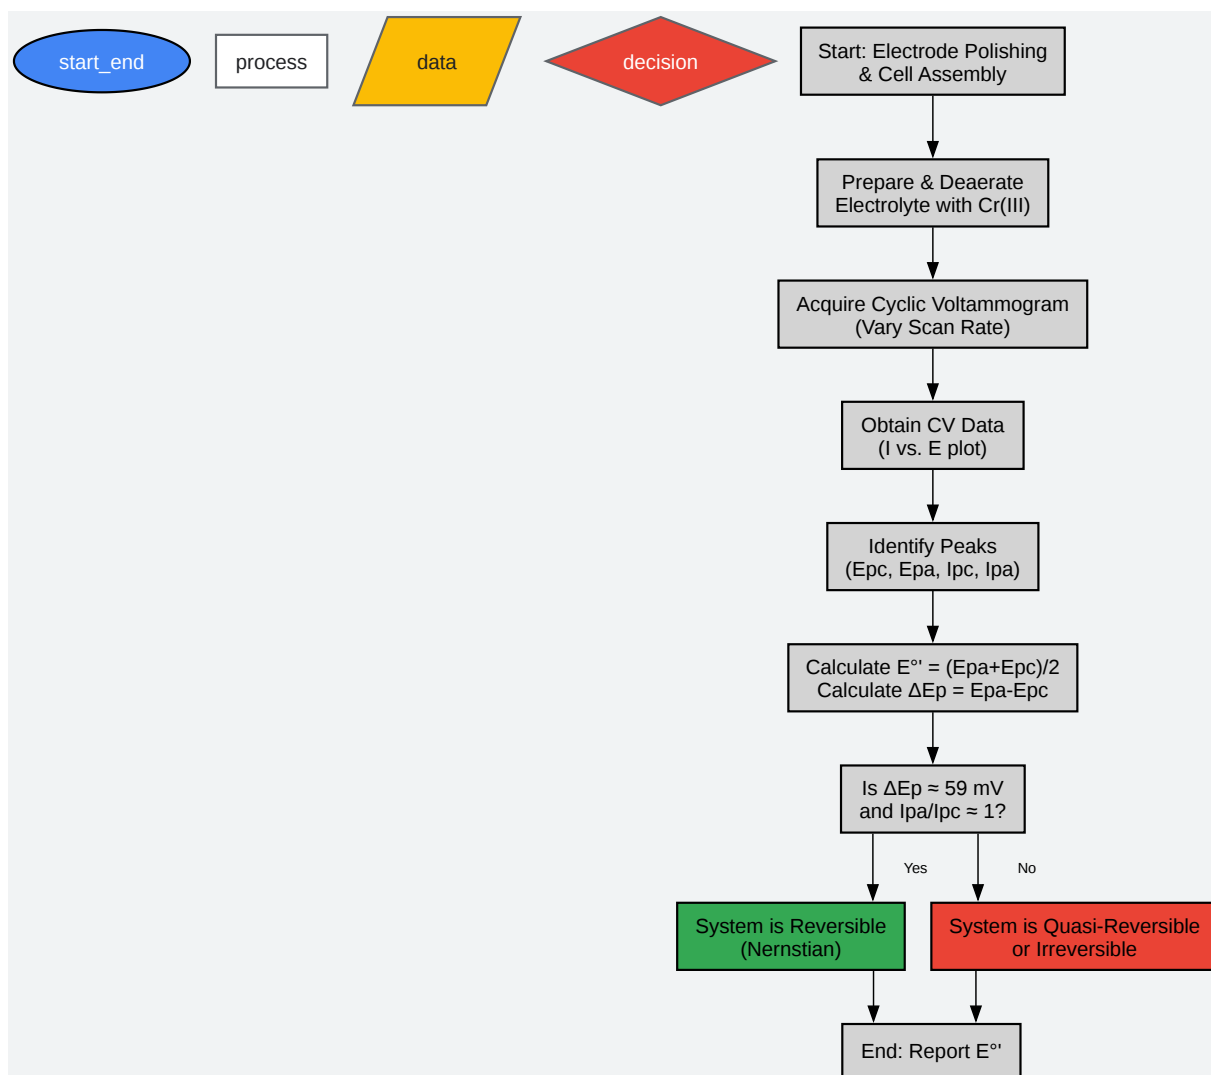 start_end
process
data
decision
Start: Electrode Polishing
& Cell Assembly
Prepare & Deaerate
Electrolyte with Cr(III)
Acquire Cyclic Voltammogram
(Vary Scan Rate)
Obtain CV Data
(I vs. E plot)
Identify Peaks
(Epc, Epa, Ipc, Ipa)
Calculate E°' = (Epa+Epc)/2
Calculate ΔEp = Epa-Epc
Is ΔEp ≈ 59 mV
and Ipa/Ipc ≈ 1?
Yes
No
System is Reversible
(Nernstian)
System is Quasi-Reversible
or Irreversible
End: Report E°'